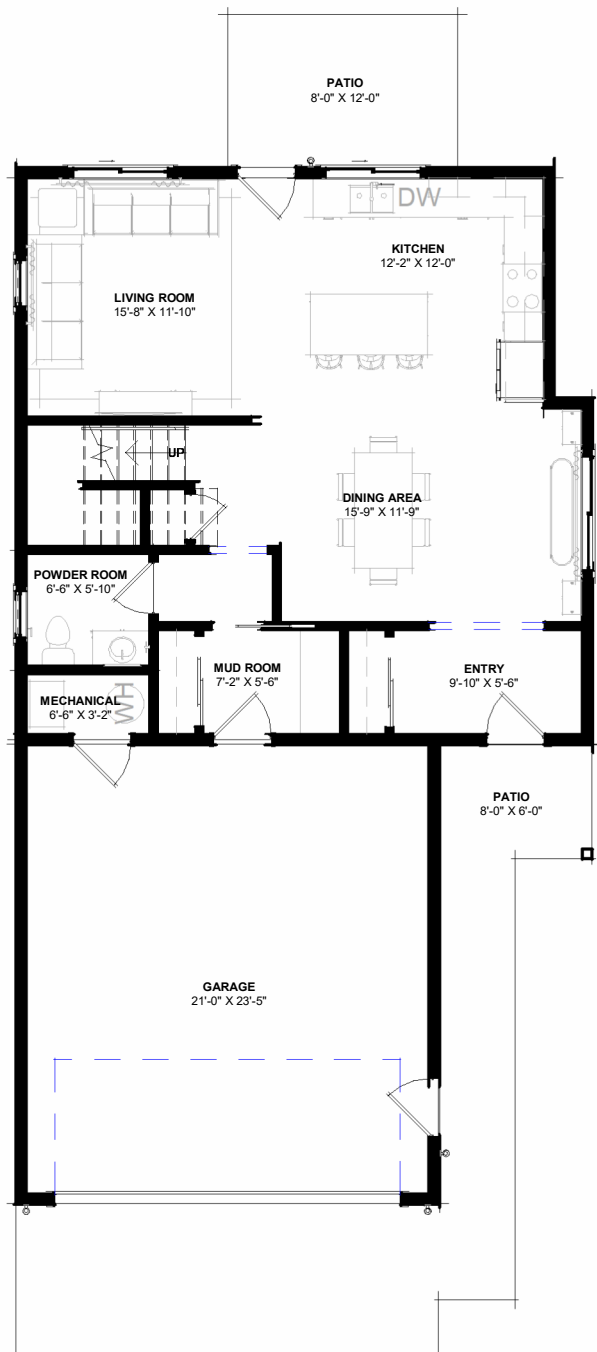 PATIO
8'-0" X 12'-0"
DW
KITCHEN
12'-2" X 12'-0"
LIVING ROOM
15'-8" X 11'-10"
UP
DINING AREA
15'-9" X 11'-9"
POWDER ROOM
6'-6" X 5'-10"
MUD ROOM
7'-2" X 5'-6"
ENTRY
9'-10" X 5'-6"
MECHANICAL
6'-6" X 3'-2"
WH
PATIO
8'-0" X 6'-0"
GARAGE
21'-0" X 23'-5"